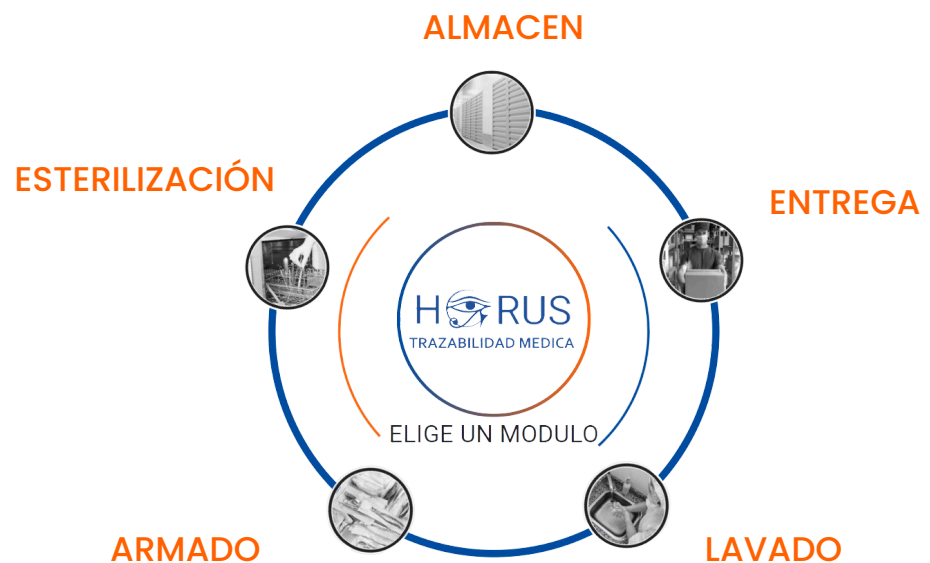 ALMACEN
ESTERILIZACIÓN
ENTREGA
HORUS
TRAZABILIDAD MEDICA
ELIGE UN MODULO
ARMADO
LAVADO